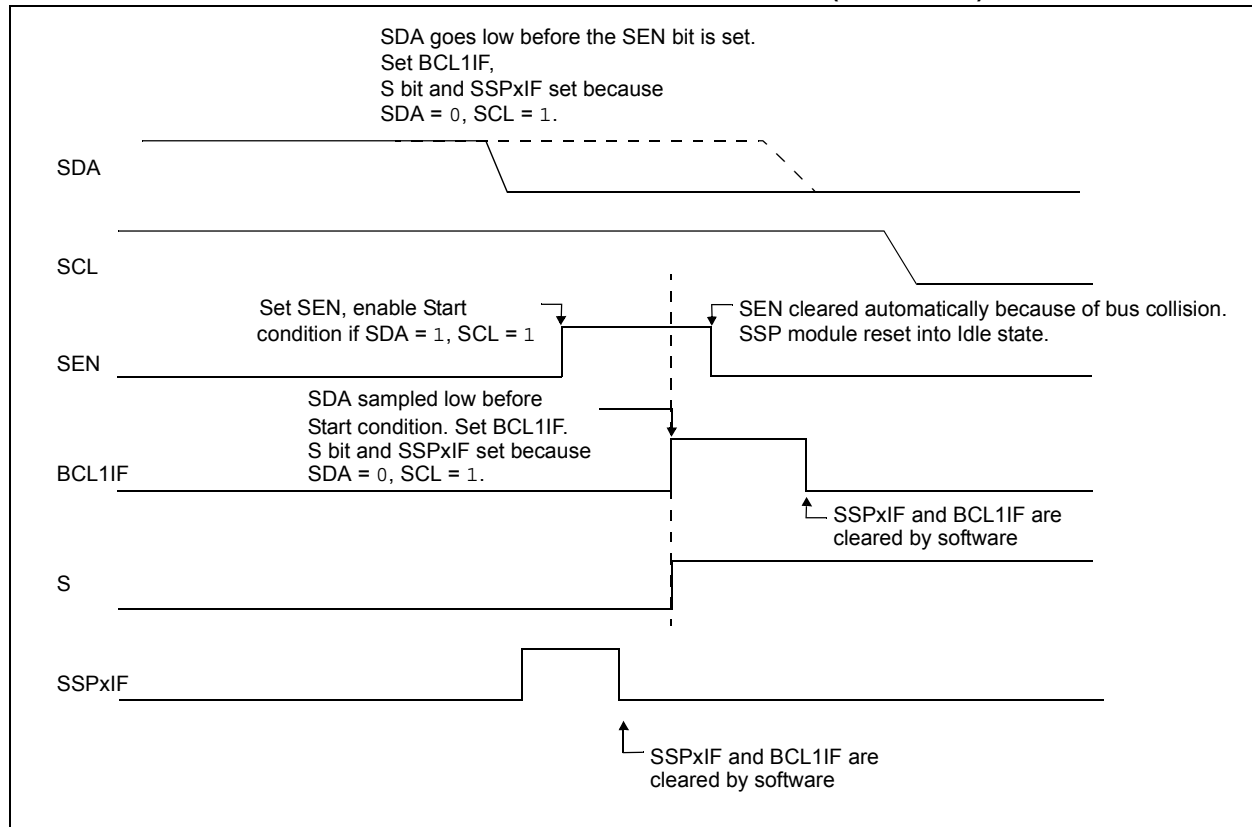 SDA goes low before the SEN bit is set.
Set BCL1IF,
S bit and SSPxIF set because
SDA = 0, SCL = 1.
SDA
SCL
Set SEN, enable Start
condition if SDA = 1, SCL = 1
SEN cleared automatically because of bus collision.
SSP module reset into Idle state.
SEN
SDA sampled low before
Start condition. Set BCL1IF.
S bit and SSPxIF set because
SDA = 0, SCL = 1.
BCL1IF
SSPxIF and BCL1IF are
cleared by software
S
SSPxIF
SSPxIF and BCL1IF are
cleared by software